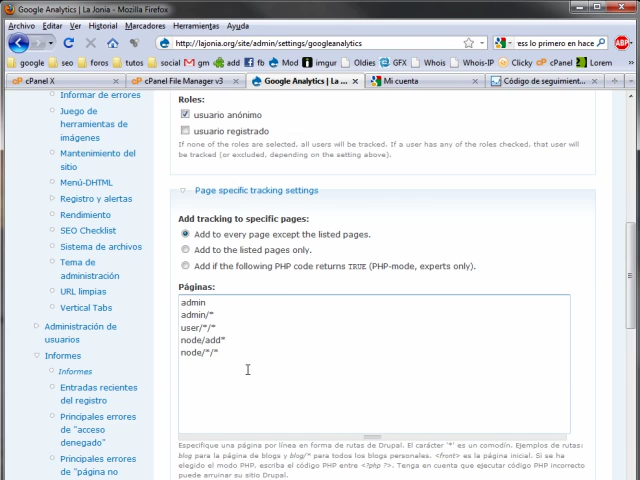 Google Analytics | La Jonia - Mozilla Firefox
Archivo Editar Ver Historial Marcadores Herramientas Ayuda
http://lajonia.org/site/admin/settings/googleanalytics
ress lo primero en hace
ABP
google seo foros tutos social gm add fb Mod imgur Oldies GFX Whois Whois-IP Clicky cPanel Lorem
cPanel X
cPanel File Manager v3
Google Analytics | La ...
Mi cuenta
Código de seguimient...
Informar de errores
Juego de
herramientas de
imágenes
Mantenimiento del
sitio
Menú-DHTML
Registro y alertas
Rendimiento
SEO Checklist
Sistema de archivos
Tema de
administración
URL limpias
Vertical Tabs
Administración de
usuarios
Informes
Informes
Entradas recientes
del registro
Principales errores
de "acceso
denegado"
Principales errores
de "página no
Roles:
usuario anónimo
usuario registrado
If none of the roles are selected, all users will be tracked. If a user has any of the roles checked, that user will
be tracked (or excluded, depending on the setting above).
Page specific tracking settings
Add tracking to specific pages:
Add to every page except the listed pages.
Add to the listed pages only.
Add if the following PHP code returns TRUE (PHP-mode, experts only).
Páginas:
admin
admin/*
user/*/*
node/add*
node/*/*
Especifique una página por línea en forma de rutas de Drupal. El carácter '*' es un comodín. Ejemplos de rutas:
blog para la página de blogs y blog/* para todos los blogs personales. <front> es la página inicial. Si se ha
elegido el modo PHP, escriba el código PHP entre <?php ?>. Tenga en cuenta que ejecutar código PHP incorrecto
puede arruinar su sitio Drupal.